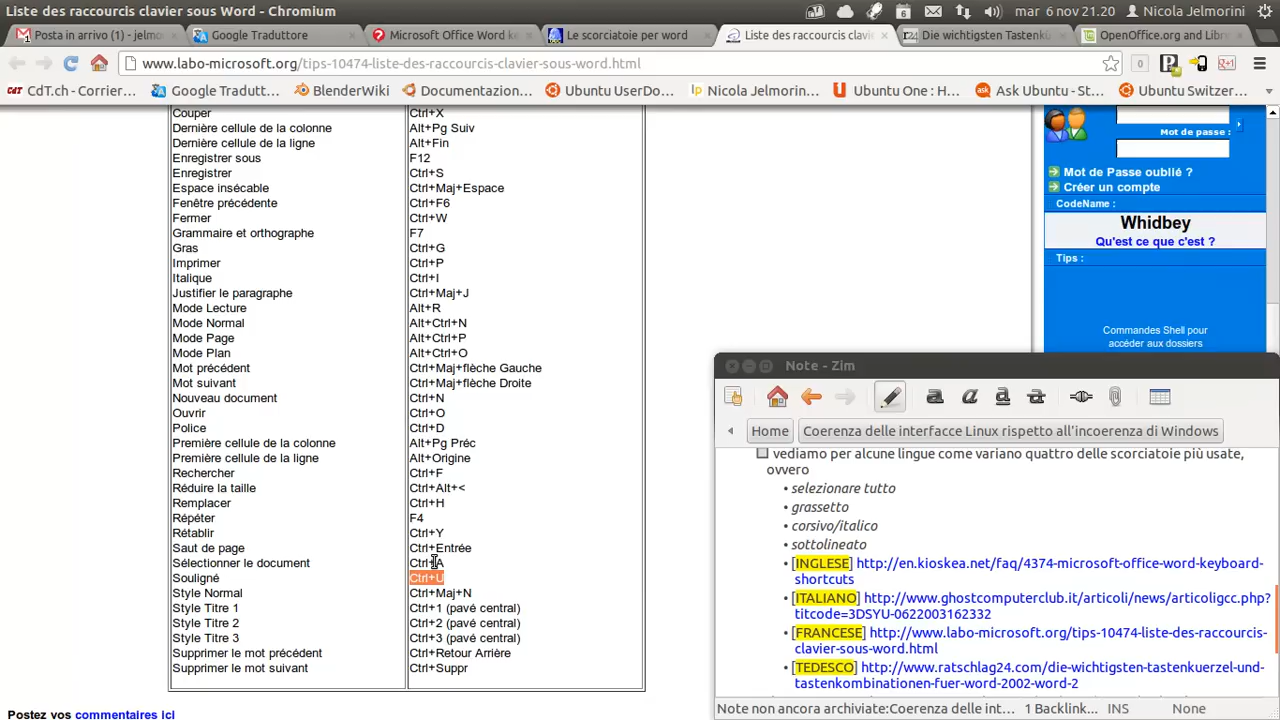 Liste des raccourcis clavier sous Word - Chromium
6
mar 6 nov 21.20
Nicola Jelmorini
Posta in arrivo (1) - jelmo
Google Traduttore
Microsoft Office Word ke
Le scorciatoie per word
Liste des raccourcis clavie
Die wichtigsten Tastenkü
OpenOffice.org and Libr
www.labo-microsoft.org/tips-10474-liste-des-raccourcis-clavier-sous-word.html
CdT.ch - Corrier...
Google Tradutt...
BlenderWiki
Documentazion...
Ubuntu UserDo...
Nicola Jelmorin...
Ubuntu One : H...
Ask Ubuntu - St...
Ubuntu Switzer...
Couper Ctrl+X
Dernière cellule de la colonne Alt+Pg Suiv
Dernière cellule de la ligne Alt+Fin
Enregistrer sous F12
Enregistrer Ctrl+S
Espace insécable Ctrl+Maj+Espace
Fenêtre précédente Ctrl+F6
Fermer Ctrl+W
Grammaire et orthographe F7
Gras Ctrl+G
Imprimer Ctrl+P
Italique Ctrl+I
Justifier le paragraphe Ctrl+Maj+J
Mode Lecture Alt+R
Mode Normal Alt+Ctrl+N
Mode Page Alt+Ctrl+P
Mode Plan Alt+Ctrl+O
Mot précédent Ctrl+Maj+flèche Gauche
Mot suivant Ctrl+Maj+flèche Droite
Nouveau document Ctrl+N
Ouvrir Ctrl+O
Police Ctrl+D
Première cellule de la colonne Alt+Pg Préc
Première cellule de la ligne Alt+Origine
Rechercher Ctrl+F
Réduire la taille Ctrl+Alt+<
Remplacer Ctrl+H
Répéter F4
Rétablir Ctrl+Y
Saut de page Ctrl+Entrée
Sélectionner le document Ctrl+A
Souligné Ctrl+U
Style Normal Ctrl+Maj+N
Style Titre 1 Ctrl+1 (pavé central)
Style Titre 2 Ctrl+2 (pavé central)
Style Titre 3 Ctrl+3 (pavé central)
Supprimer le mot précédent Ctrl+Retour Arrière
Supprimer le mot suivant Ctrl+Suppr
Postez vos commentaires ici
Mot de passe :
Mot de Passe oublié ?
Créer un compte
CodeName :
Whidbey
Qu'est ce que c'est ?
Tips :
Commandes Shell pour
accéder aux dossiers
Note - Zim
Home
Coerenza delle interfacce Linux rispetto all'incoerenza di Windows
vediamo per alcune lingue come variano quattro delle scorciatoie più usate,
ovvero
• selezionare tutto
• grassetto
• corsivo/italico
• sottolineato
• [INGLESE] http://en.kioskea.net/faq/4374-microsoft-office-word-keyboard-
shortcuts
• [ITALIANO] http://www.ghostcomputerclub.it/articoli/news/articoligcc.php?
titcode=3DSYU-0622003162332
• [FRANCESE] http://www.labo-microsoft.org/tips-10474-liste-des-raccourcis-
clavier-sous-word.html
• [TEDESCO] http://www.ratschlag24.com/die-wichtigsten-tastenkuerzel-und-
tastenkombinationen-fuer-word-2002-word-2
Note non ancora archiviate:Coerenza delle int...
1 Backlink...
INS
None